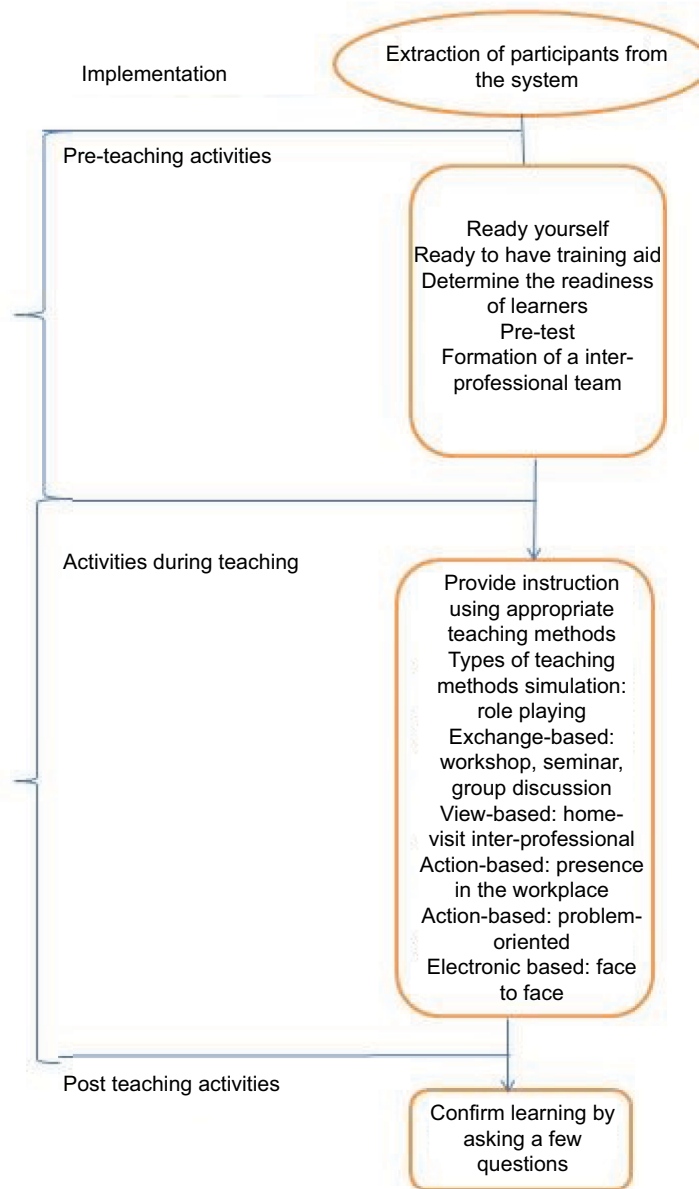 Extraction of participants from
the system
Implementation
Pre-teaching activities
Ready yourself
Ready to have training aid
Determine the readiness
of learners
Pre-test
Formation of a inter-
professional team
Activities during teaching
Provide instruction
using appropriate
teaching methods
Types of teaching
methods simulation:
role playing
Exchange-based:
workshop, seminar,
group discussion
View-based: home-
visit inter-professional
Action-based: presence
in the workplace
Action-based: problem-
oriented
Electronic based: face
to face
Post teaching activities
Confirm learning by
asking a few
questions